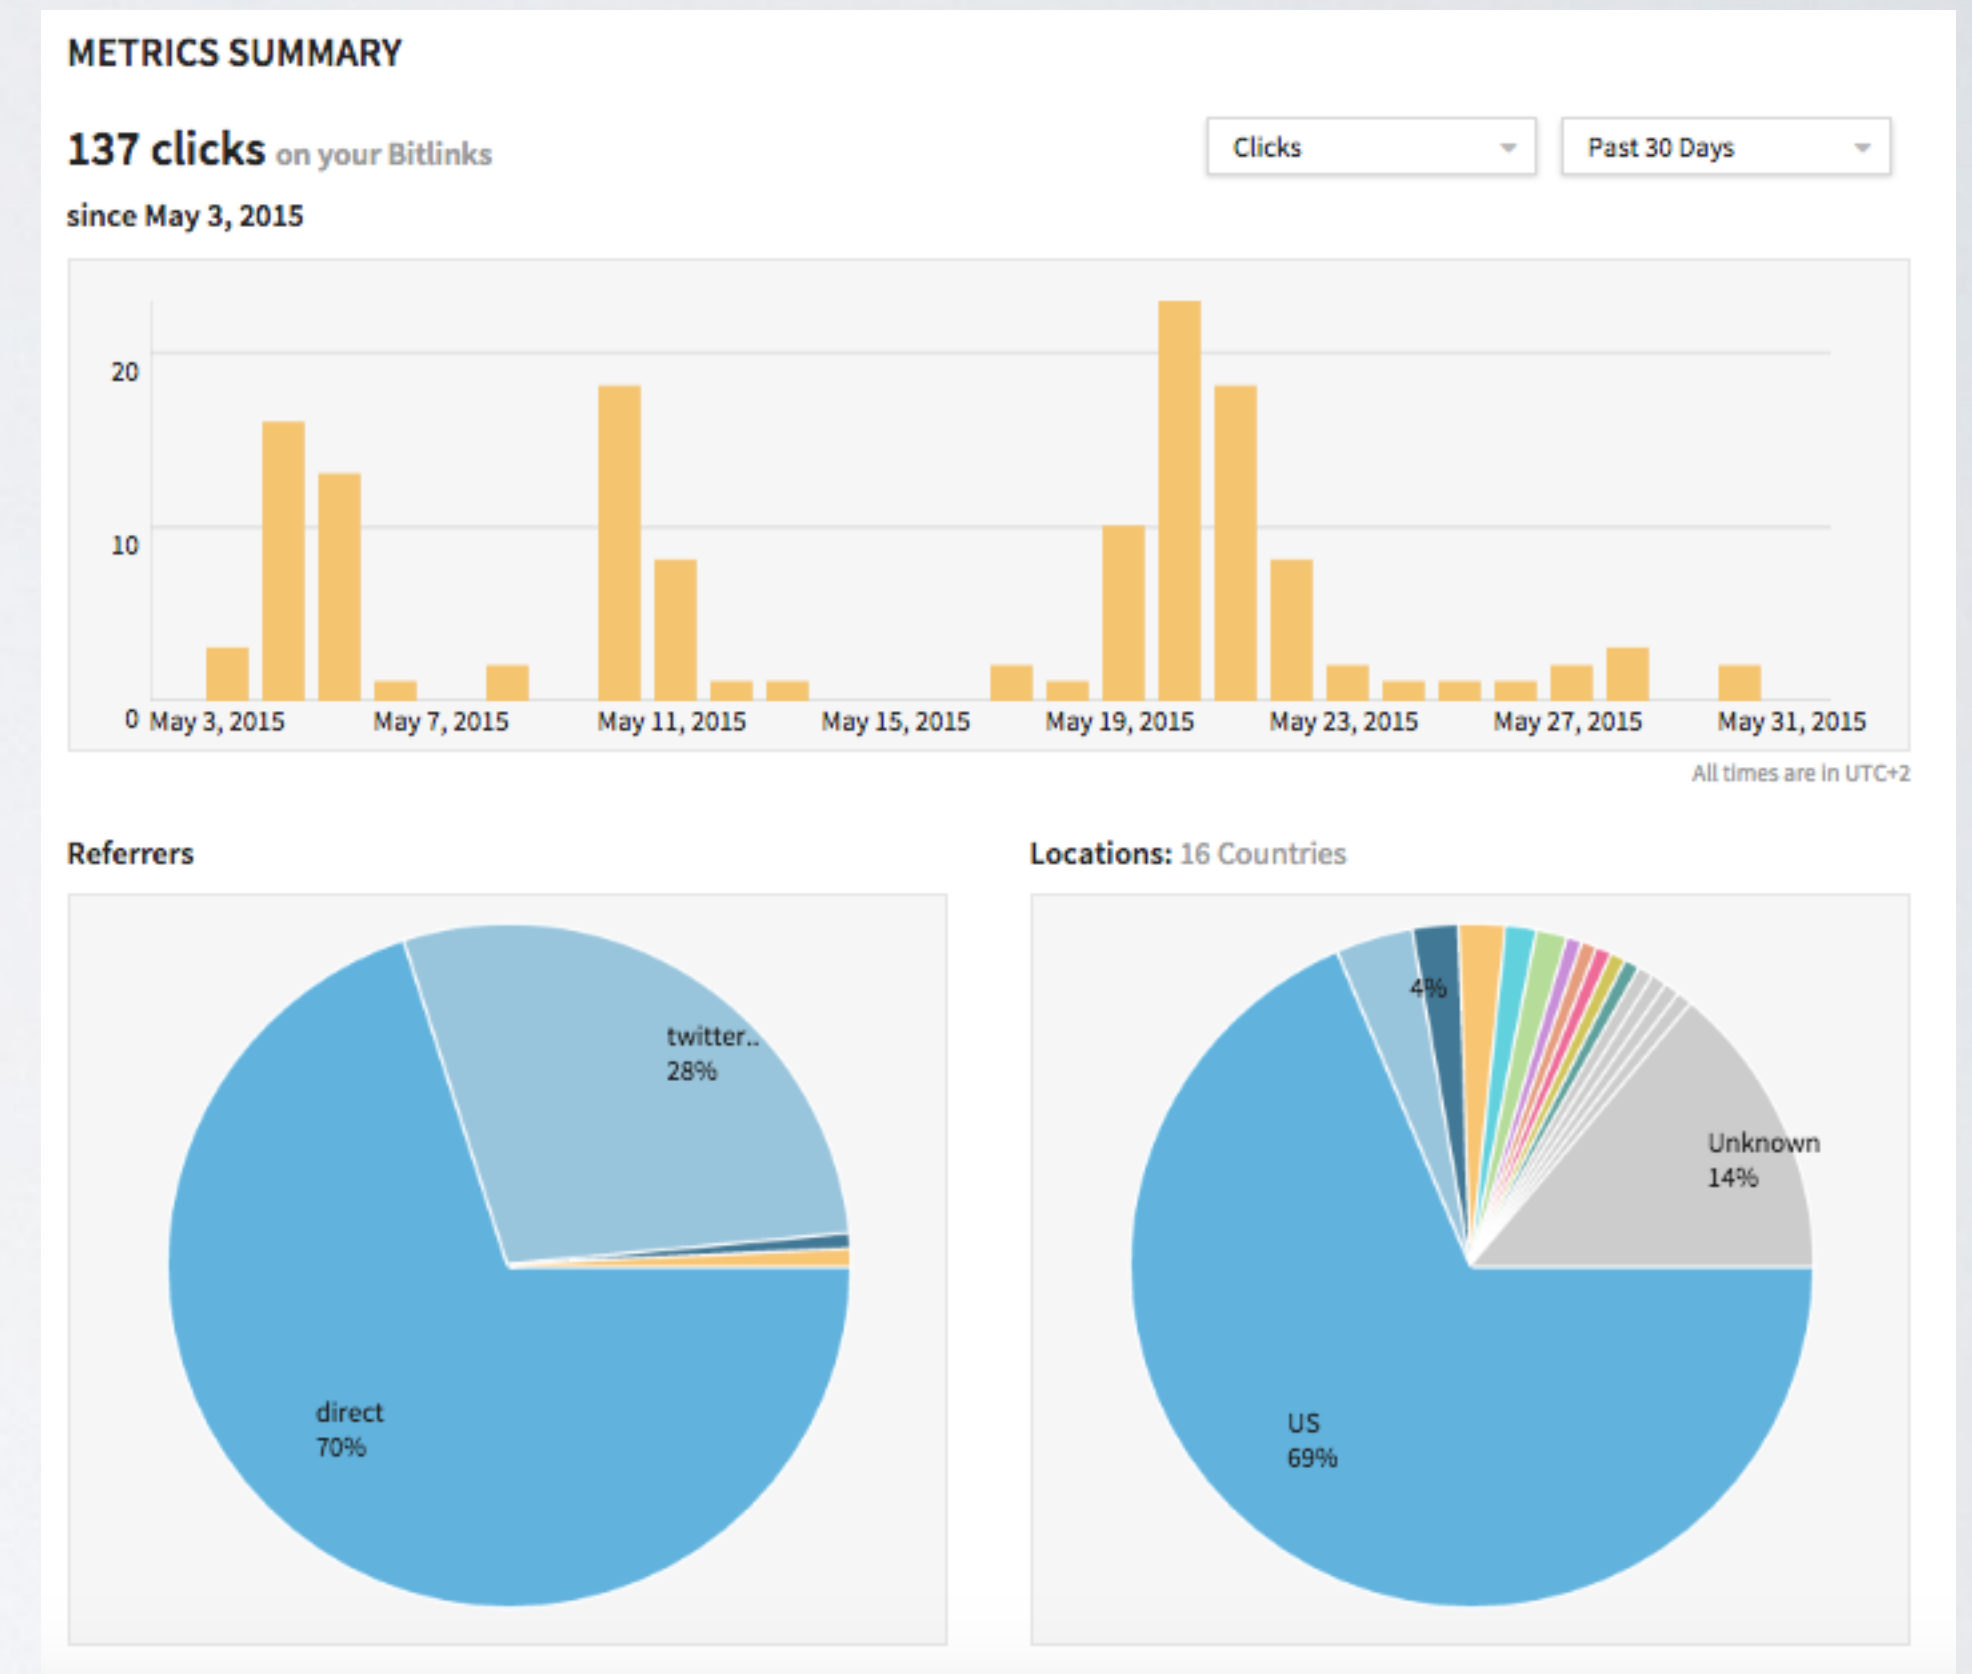 METRICS SUMMARY
137 clicks on your Bitlinks
Clicks
Past 30 Days
since May 3, 2015
20
10
0
May 3, 2015 May 7, 2015 May 11, 2015 May 15, 2015 May 19, 2015 May 23, 2015 May 27, 2015 May 31, 2015
All times are in UTC+2
Referrers
twitter..
28%
direct
70%
Locations: 16 Countries
4%
Unknown
14%
US
69%